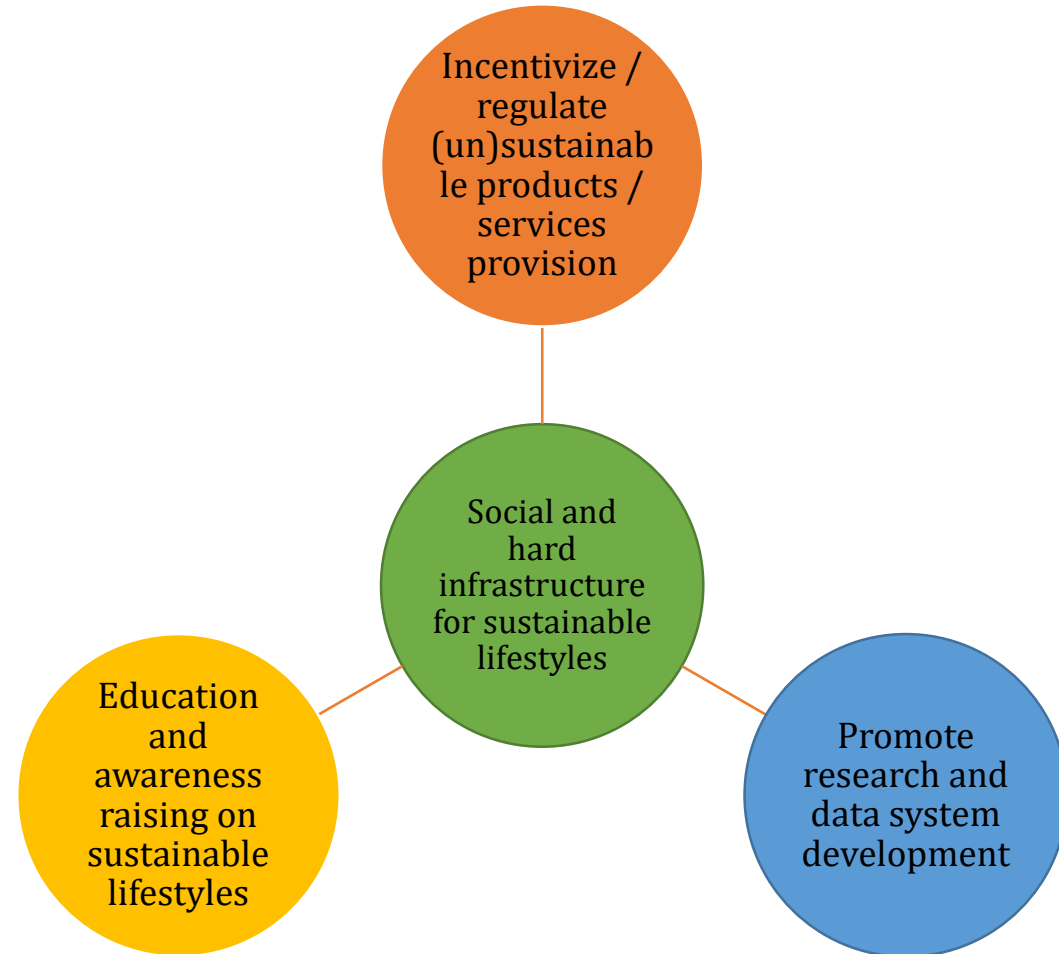 Incentivize /
regulate
(un)sustainab
le products /
services
provision
Social and
hard
infrastructure
for sustainable
lifestyles
Education
and
awareness
raising on
sustainable
lifestyles
Promote
research and
data system
development